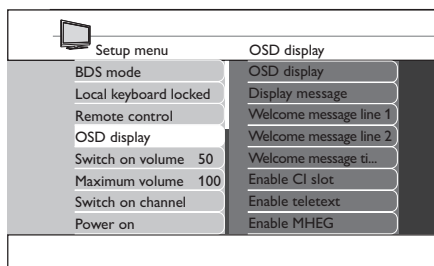 Setup menu
OSD display
BDS mode
Local keyboard locked
Remote control
OSD display
Switch on volume 50
Maximum volume 100
Switch on channel
Power on
OSD display
Display message
Welcome message line 1
Welcome message line 2
Welcome message ti...
Enable CI slot
Enable teletext
Enable MHEG